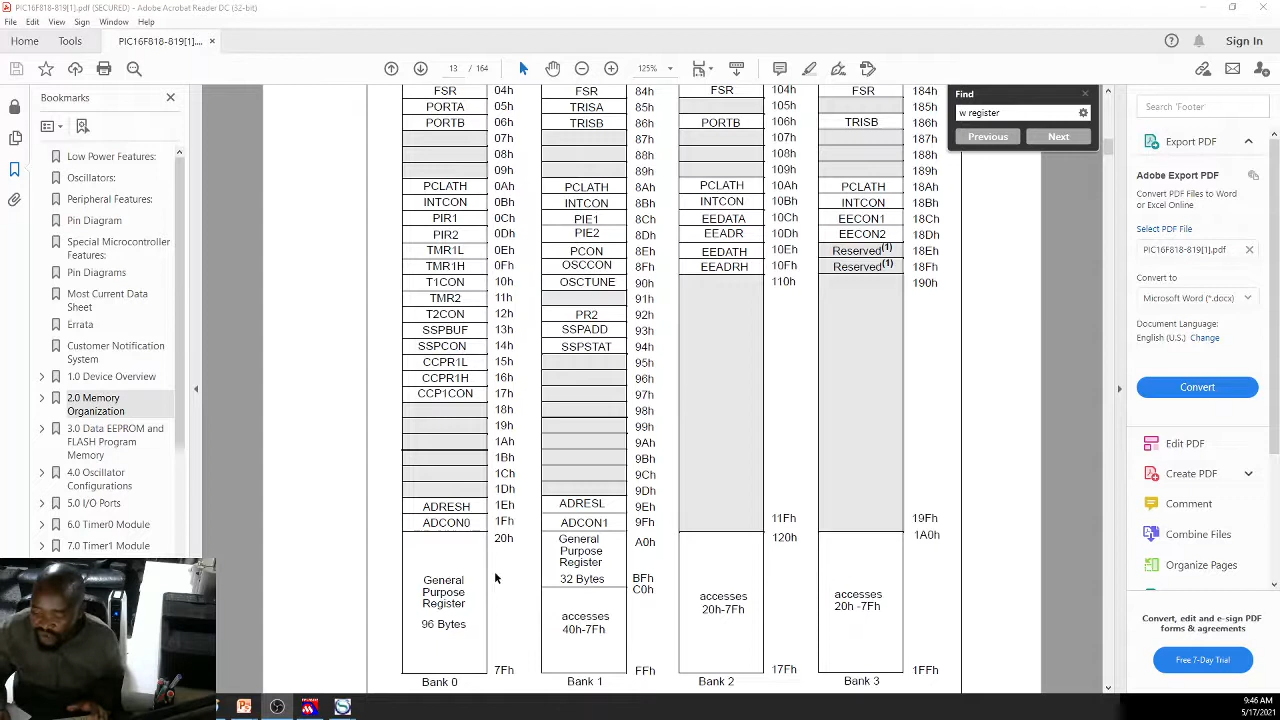 PIC16F818-819[1].pdf (SECURED) - Adobe Acrobat Reader DC (32-bit)
File Edit View Sign Window Help
Home Tools PIC16F818-819[1].... × Sign In
13 / 164 125%
Bookmarks
Low Power Features:
Oscillators:
Peripheral Features:
Pin Diagram
Special Microcontroller
Features:
Pin Diagrams
Most Current Data
Sheet
Errata
Customer Notification
System
1.0 Device Overview
2.0 Memory
Organization
3.0 Data EEPROM and
FLASH Program
Memory
4.0 Oscillator
Configurations
5.0 I/O Ports
6.0 Timer0 Module
7.0 Timer1 Module
FSR 04h FSR 84h FSR 104h FSR 184h
PORTA 05h TRISA 85h 105h 185h
PORTB 06h TRISB 86h PORTB 106h TRISB 186h
07h 87h 107h 187h
08h 88h 108h 188h
09h 89h 109h 189h
PCLATH 0Ah PCLATH 8Ah PCLATH 10Ah PCLATH 18Ah
INTCON 0Bh INTCON 8Bh INTCON 10Bh INTCON 18Bh
PIR1 0Ch PIE1 8Ch EEDATA 10Ch EECON1 18Ch
PIR2 0Dh PIE2 8Dh EEADR 10Dh EECON2 18Dh
TMR1L 0Eh PCON 8Eh EEDATH 10Eh Reserved(1) 18Eh
TMR1H 0Fh OSCCON 8Fh EEADRH 10Fh Reserved(1) 18Fh
T1CON 10h OSCTUNE 90h 110h 190h
TMR2 11h 91h
T2CON 12h PR2 92h
SSPBUF 13h SSPADD 93h
SSPCON 14h SSPSTAT 94h
CCPR1L 15h 95h
CCPR1H 16h 96h
CCP1CON 17h 97h
18h 98h
19h 99h
1Ah 9Ah
1Bh 9Bh
1Ch 9Ch
1Dh 9Dh
ADRESH 1Eh ADRESL 9Eh
ADCON0 1Fh ADCON1 9Fh 11Fh 19Fh
20h A0h 120h 1A0h
General
Purpose
Register
96 Bytes
7Fh
General
Purpose
Register
32 Bytes
BFh
C0h
accesses
40h-7Fh
FFh
accesses
20h-7Fh
17Fh
accesses
20h -7Fh
1FFh
Bank 0 Bank 1 Bank 2 Bank 3
Find
w register
Previous Next
Search 'Footer'
Export PDF
Adobe Export PDF
Convert PDF Files to Word
or Excel Online
Select PDF File
PIC16F818-819[1].pdf ×
Convert to
Microsoft Word (*.docx)
Document Language:
English (U.S.) Change
Convert
Edit PDF
Create PDF
Comment
Combine Files
Organize Pages
Convert, edit and e-sign PDF
forms & agreements
Free 7-Day Trial
9:46 AM
5/17/2021